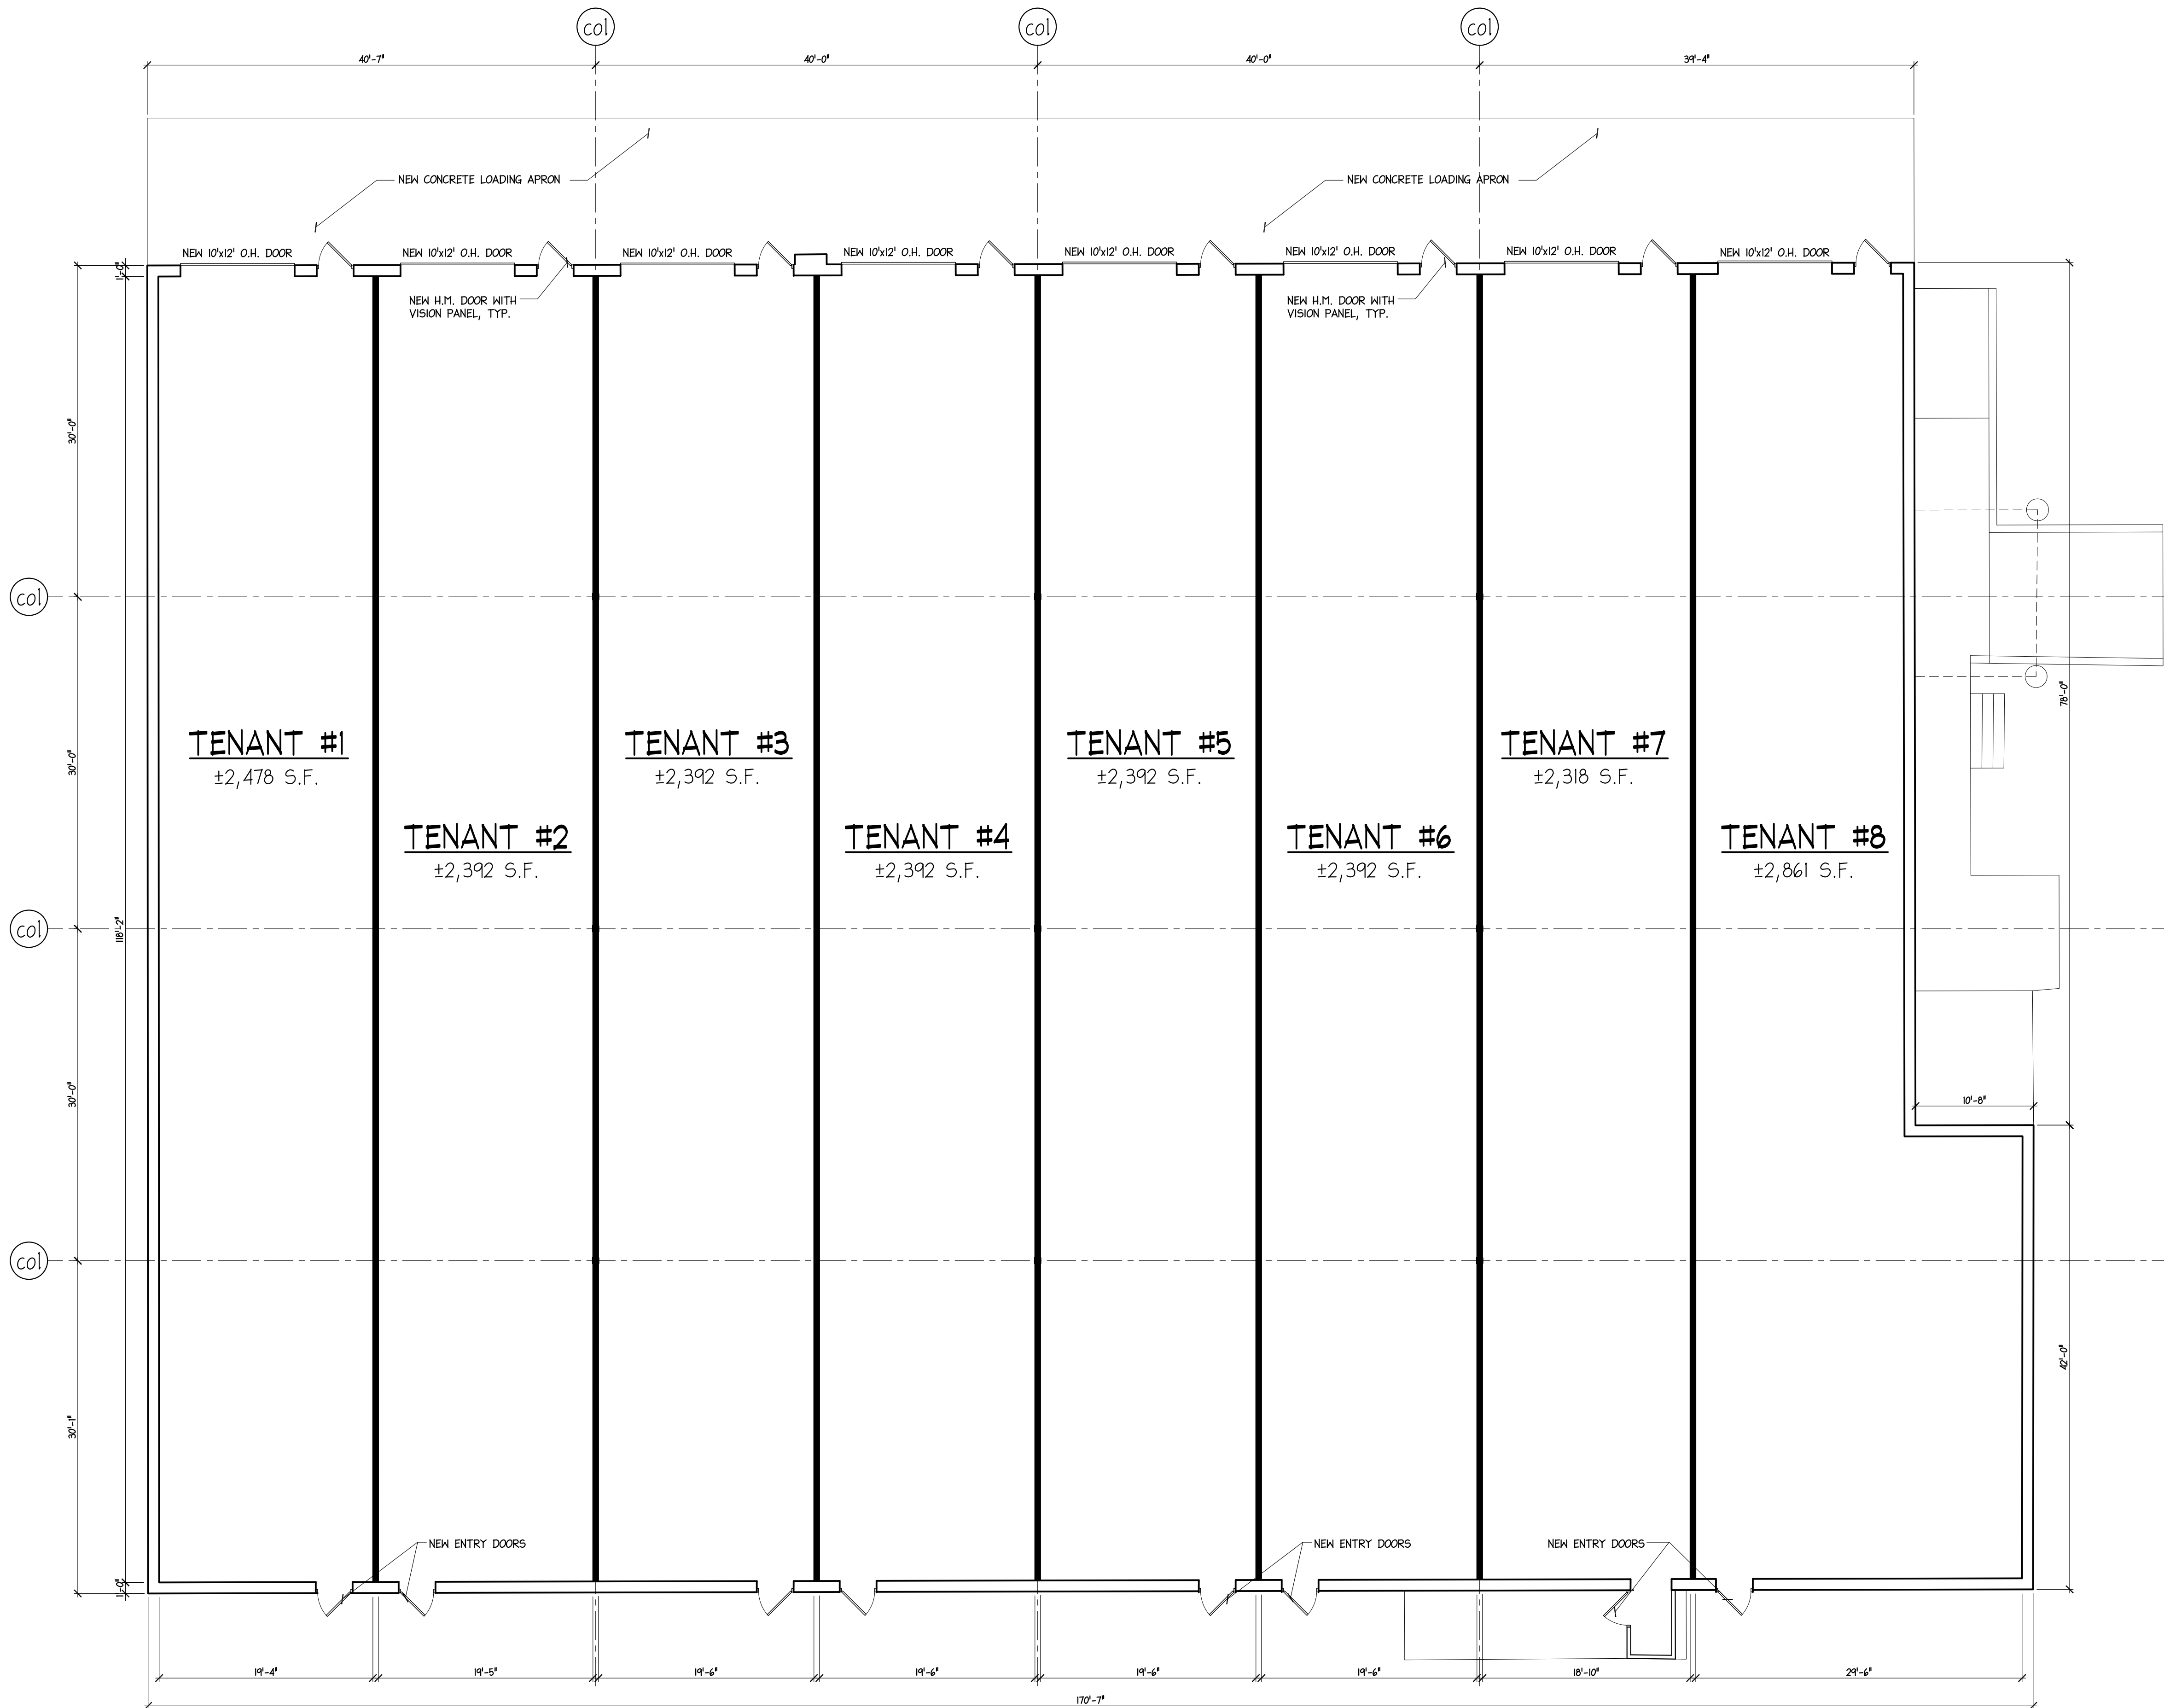 col col col
40'-7" 40'-0" 40'-0" 39'-4"
NEW CONCRETE LOADING APRON NEW CONCRETE LOADING APRON
NEW 10'x12' O.H. DOOR NEW 10'x12' O.H. DOOR NEW 10'x12' O.H. DOOR NEW 10'x12' O.H. DOOR NEW 10'x12' O.H. DOOR NEW 10'x12' O.H. DOOR NEW 10'x12' O.H. DOOR NEW 10'x12' O.H. DOOR
1'-0"
NEW H.M. DOOR WITH
VISION PANEL, TYP.
NEW H.M. DOOR WITH
VISION PANEL, TYP.
30'-0"
col
78'-0"
TENANT #1
±2,478 S.F.
TENANT #3
±2,392 S.F.
TENANT #5
±2,392 S.F.
TENANT #7
±2,318 S.F.
30'-0"
TENANT #2
±2,392 S.F.
TENANT #4
±2,392 S.F.
TENANT #6
±2,392 S.F.
TENANT #8
±2,861 S.F.
col
118'-2"
30'-0"
10'-8"
col
42'-0"
30'-1"
NEW ENTRY DOORS NEW ENTRY DOORS NEW ENTRY DOORS
1'-0"
19'-4" 19'-5" 19'-6" 19'-6" 19'-6" 19'-6" 18'-10" 29'-6"
170'-7"